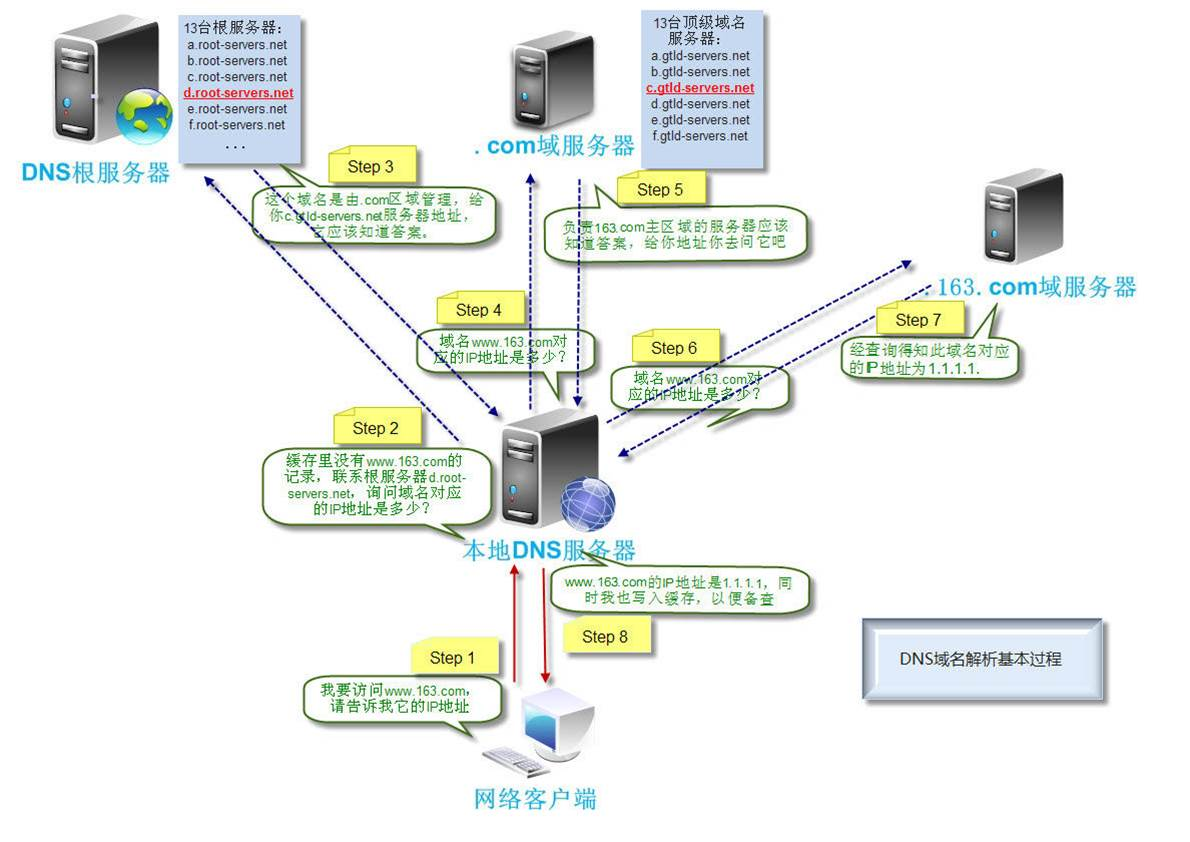 13台根服务器：
a.root-servers.net
b.root-servers.net
c.root-servers.net
d.root-servers.net
e.root-servers.net
f.root-servers.net
...
DNS根服务器
13台顶级域名
服务器：
a.gtld-servers.net
b.gtld-servers.net
c.gtld-servers.net
d.gtld-servers.net
e.gtld-servers.net
f.gtld-servers.net
.com域服务器
Step 3
这个域名是由.com区域管理，给
你c.gtld-servers.net服务器地址，
它应该知道答案。
Step 5
负责163.com主区域的服务器应该
知道答案，给你地址你去问它吧
.163.com域服务器
Step 4
域名www.163.com对
应的IP地址是多少？
Step 6
域名www.163.com对
应的IP地址是多少？
Step 7
经查询得知此域名对应
的IP地址为1.1.1.1.
Step 2
缓存里没有www.163.com的
记录，联系根服务器d.root-
servers.net，询问域名对应
的IP地址是多少？
本地DNS服务器
www.163.com的IP地址是1.1.1.1，同
时我也写入缓存，以便备查
Step 8
Step 1
我要访问www.163.com，
请告诉我它的IP地址
网络客户端
DNS域名解析基本过程